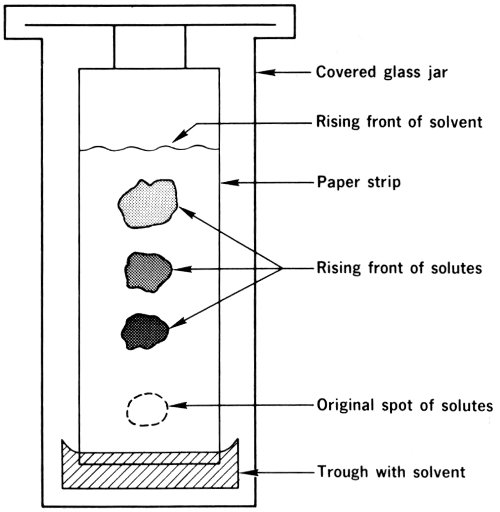 Covered glass jar
Rising front of solvent
Paper strip
Rising front of solutes
Original spot of solutes
Trough with solvent